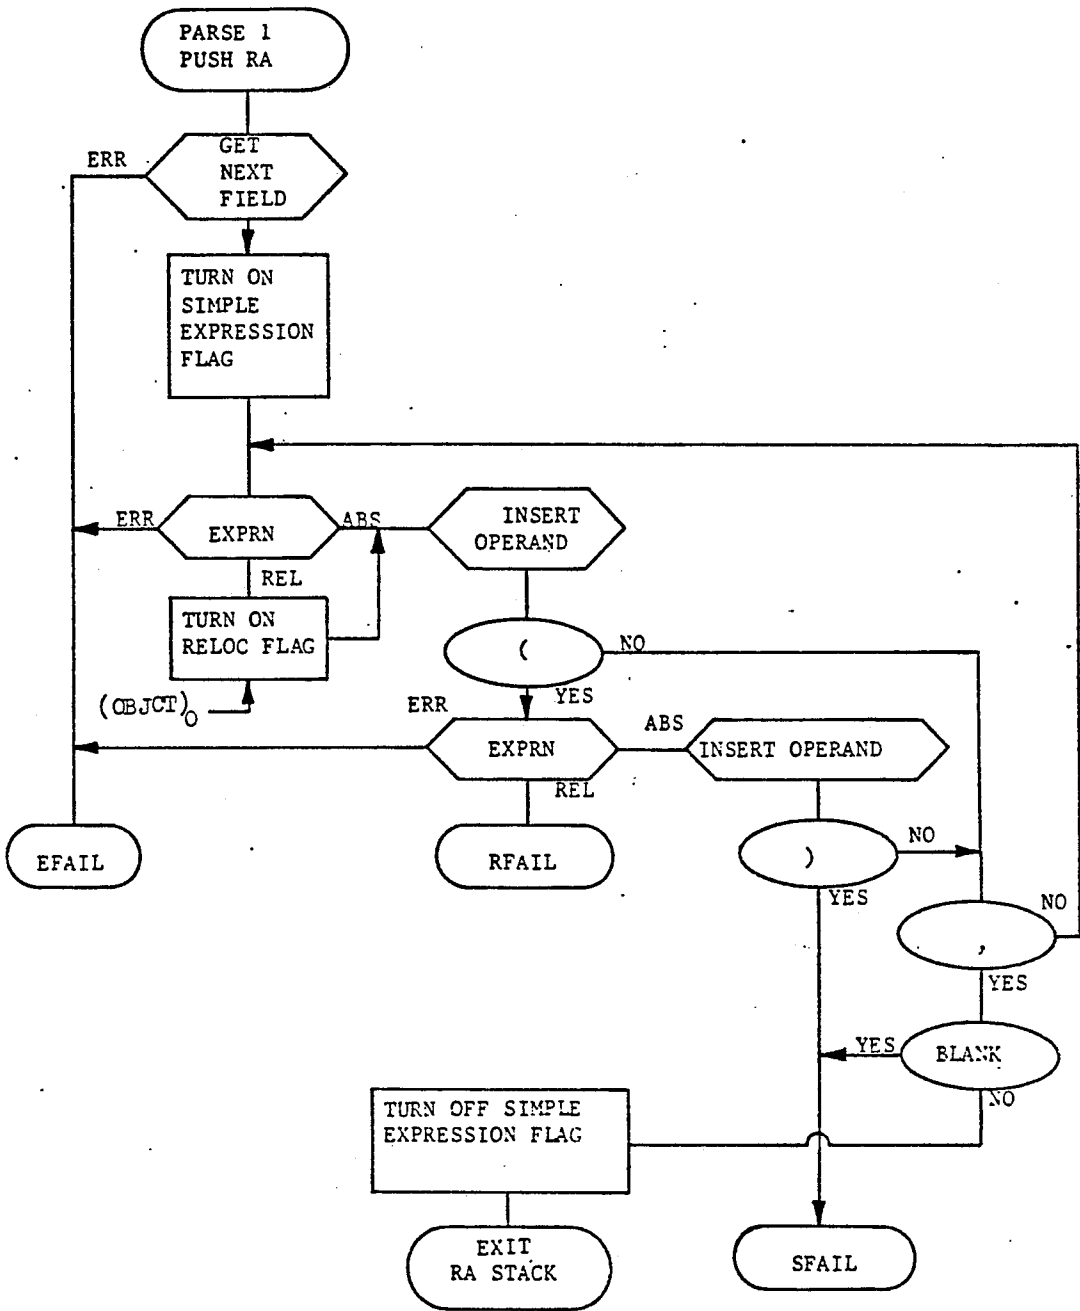 PARSE 1
PUSH RA
GET
NEXT
FIELD
ERR
TURN ON
SIMPLE
EXPRESSION
FLAG
ERR
EXPRN
ABS
INSERT
OPERAND
REL
TURN ON
RELOC FLAG
(
NO
YES
(OBJCT)0
ERR
EXPRN
ABS
INSERT OPERAND
REL
EFAIL
RFAIL
)
NO
YES
,
NO
YES
YES
BLANK
NO
TURN OFF SIMPLE
EXPRESSION FLAG
EXIT
RA STACK
SFAIL